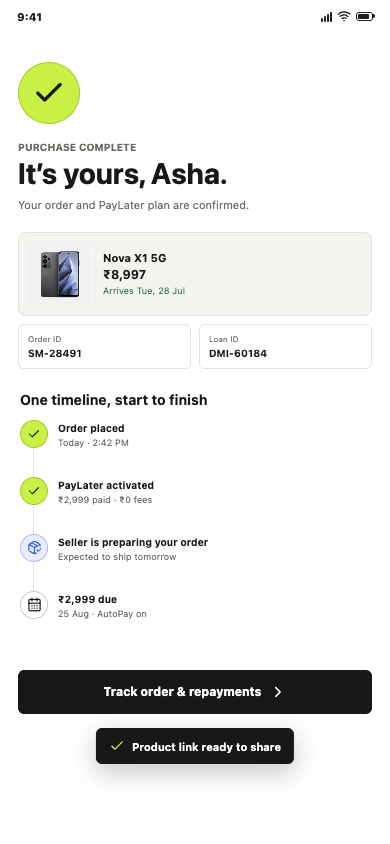 9:41
PURCHASE COMPLETE
It’s yours, Asha.
Your order and PayLater plan are confirmed.
Nova X1 5G
₹8,997
Arrives Tue, 28 Jul
Order ID
SM-28491
Loan ID
DMI-60184
One timeline, start to finish
Order placed
Today · 2:42 PM
PayLater activated
₹2,999 paid · ₹0 fees
Seller is preparing your order
Expected to ship tomorrow
₹2,999 due
25 Aug · AutoPay on
Track order & repayments
Product link ready to share